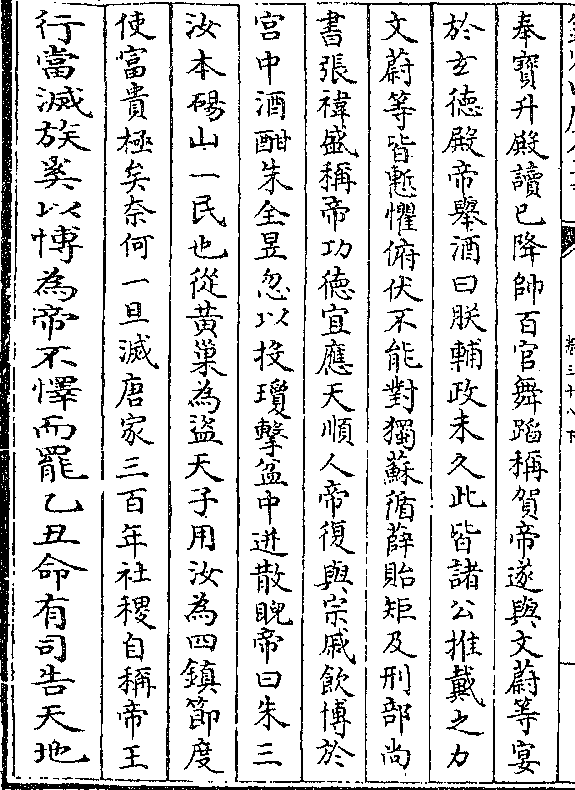 奉寶升殿讀已降帥百官舞蹈稱賀帝遂與文蔚等宴
於玄德殿帝舉酒曰朕輔政未久此皆諸公推戴之力
文蔚等皆慙懼俯伏不能對獨蘇循薛貽矩及刑部尚
書張禕盛稱帝功德宜應天順人帝復與宗戚飲博於
宮中酒酣朱全昱忽以投瓊擊盆中迸散睨帝曰朱三
汝本碭山一民也從黃巢為盜天子用汝為四鎮節度
使富貴極矣奈何一旦滅唐家三百年社稷自稱帝王
行當滅族奚以博為帝不懌而罷乙丑命有司告天地